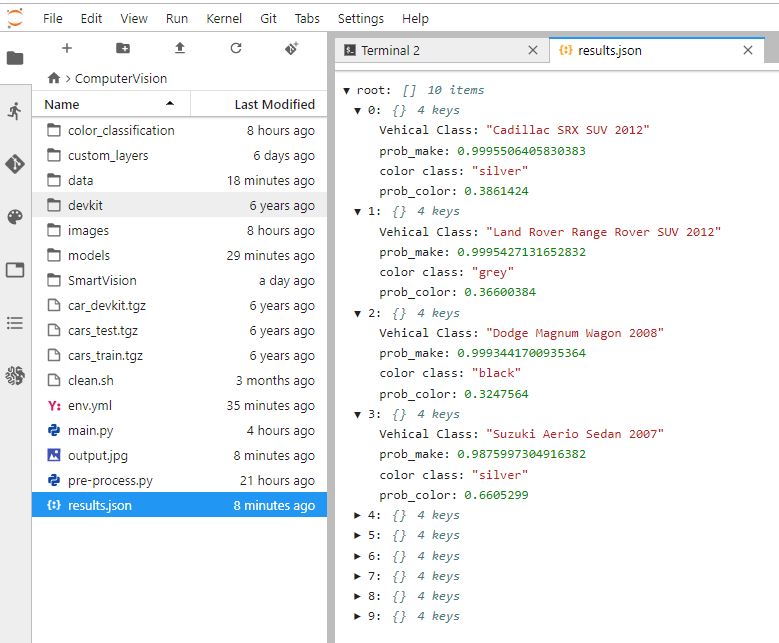 File Edit View Run Kernel Git Tabs Settings Help
ComputerVision
Name Last Modified
color_classification 8 hours ago
custom_layers 6 days ago
data 18 minutes ago
devkit 6 years ago
images 8 hours ago
models 29 minutes ago
SmartVision a day ago
car_devkit.tgz 6 years ago
cars_test.tgz 6 years ago
cars_train.tgz 6 years ago
clean.sh 3 months ago
Y: env.yml 35 minutes ago
main.py 4 hours ago
output.jpg 8 minutes ago
pre-process.py 21 hours ago
results.json 8 minutes ago
Terminal 2 results.json
root: [] 10 items
0: {} 4 keys
Vehical Class: "Cadillac SRX SUV 2012"
prob_make: 0.9995506405830383
color class: "silver"
prob_color: 0.3861424
1: {} 4 keys
Vehical Class: "Land Rover Range Rover SUV 2012"
prob_make: 0.9995427131652832
color class: "grey"
prob_color: 0.36600384
2: {} 4 keys
Vehical Class: "Dodge Magnum Wagon 2008"
prob_make: 0.9993441700935364
color class: "black"
prob_color: 0.3247564
3: {} 4 keys
Vehical Class: "Suzuki Aerio Sedan 2007"
prob_make: 0.9875997304916382
color class: "silver"
prob_color: 0.6605299
4: {} 4 keys
5: {} 4 keys
6: {} 4 keys
7: {} 4 keys
8: {} 4 keys
9: {} 4 keys